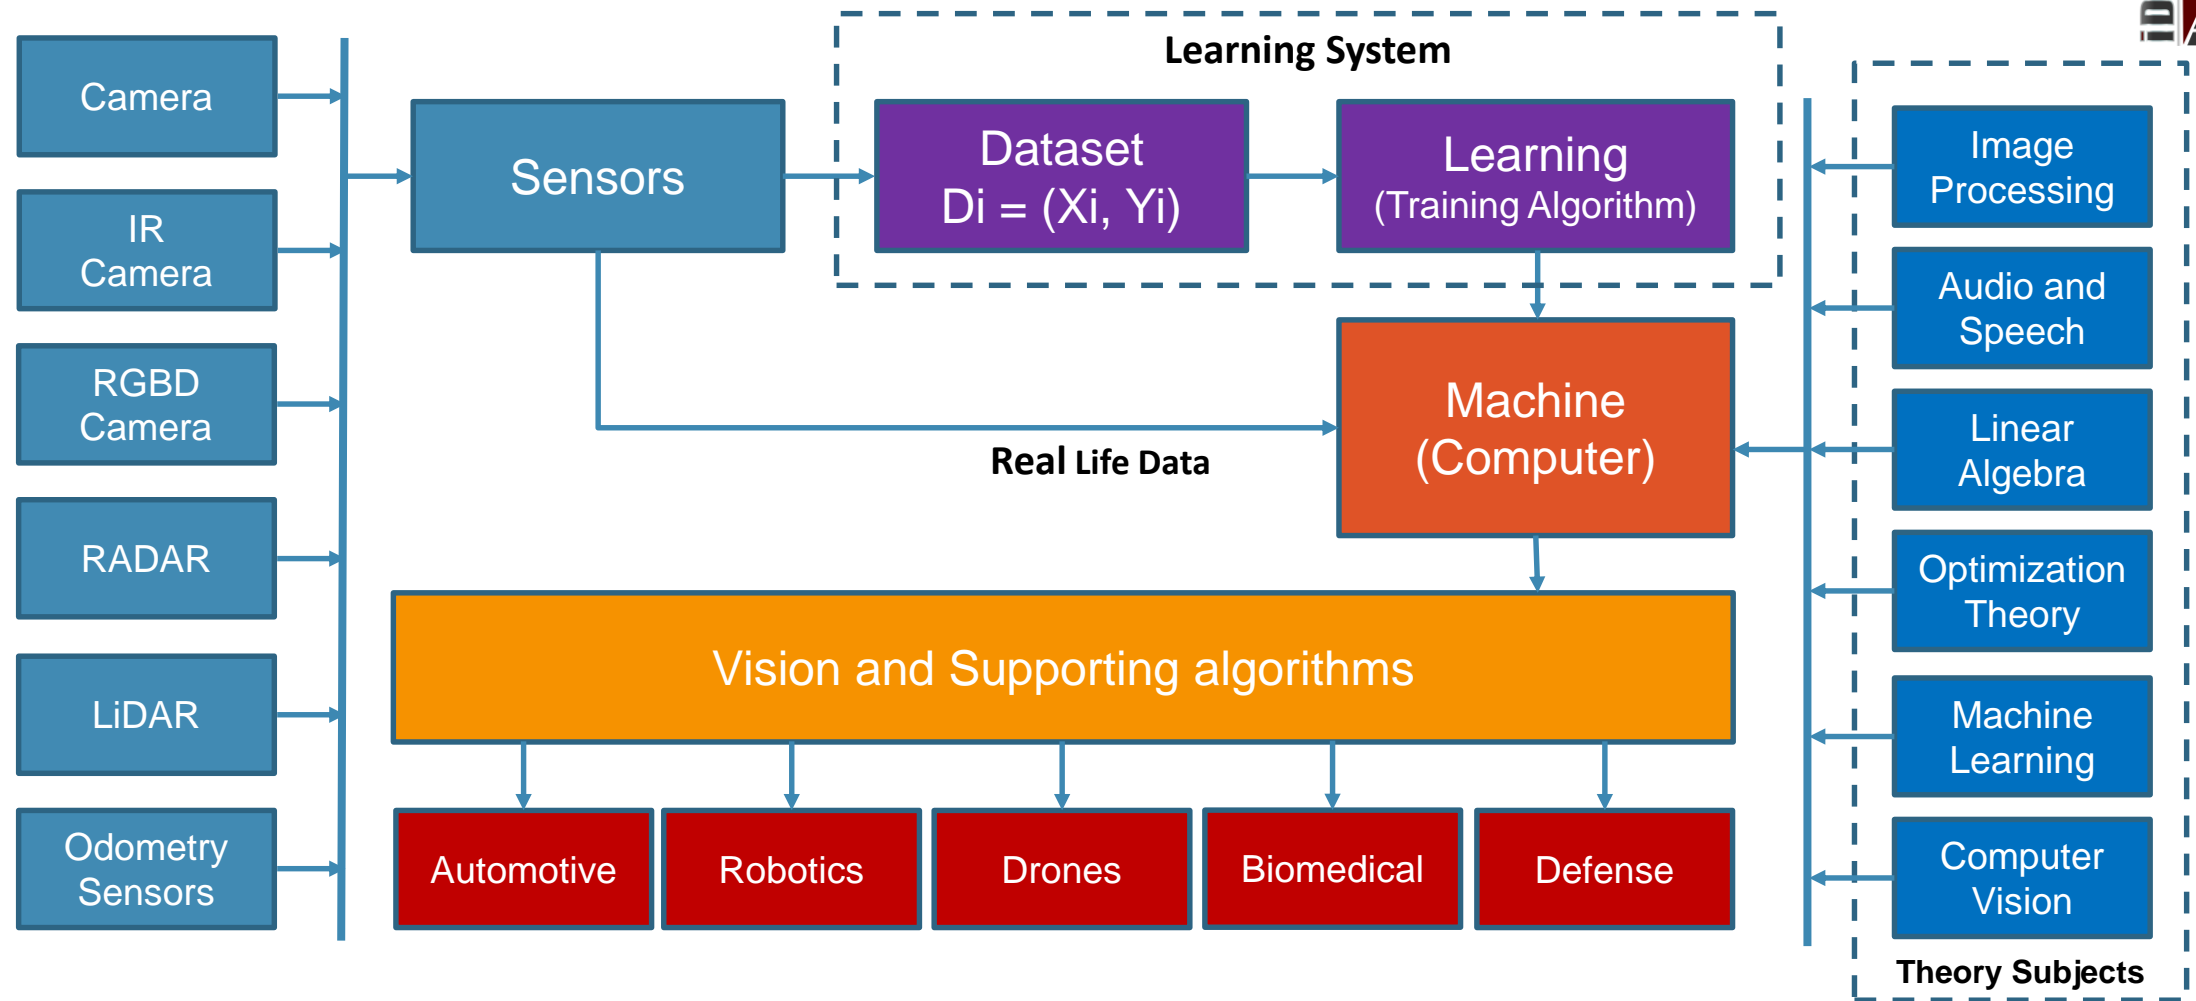 Camera
IR
Camera
RGBD
Camera
RADAR
LiDAR
Odometry
Sensors
Sensors
Learning System
Dataset
Di = (Xi, Yi)
Learning
(Training Algorithm)
Real Life Data
Machine
(Computer)
Vision and Supporting algorithms
Automotive
Robotics
Drones
Biomedical
Defense
Image
Processing
Audio and
Speech
Linear
Algebra
Optimization
Theory
Machine
Learning
Computer
Vision
Theory Subjects